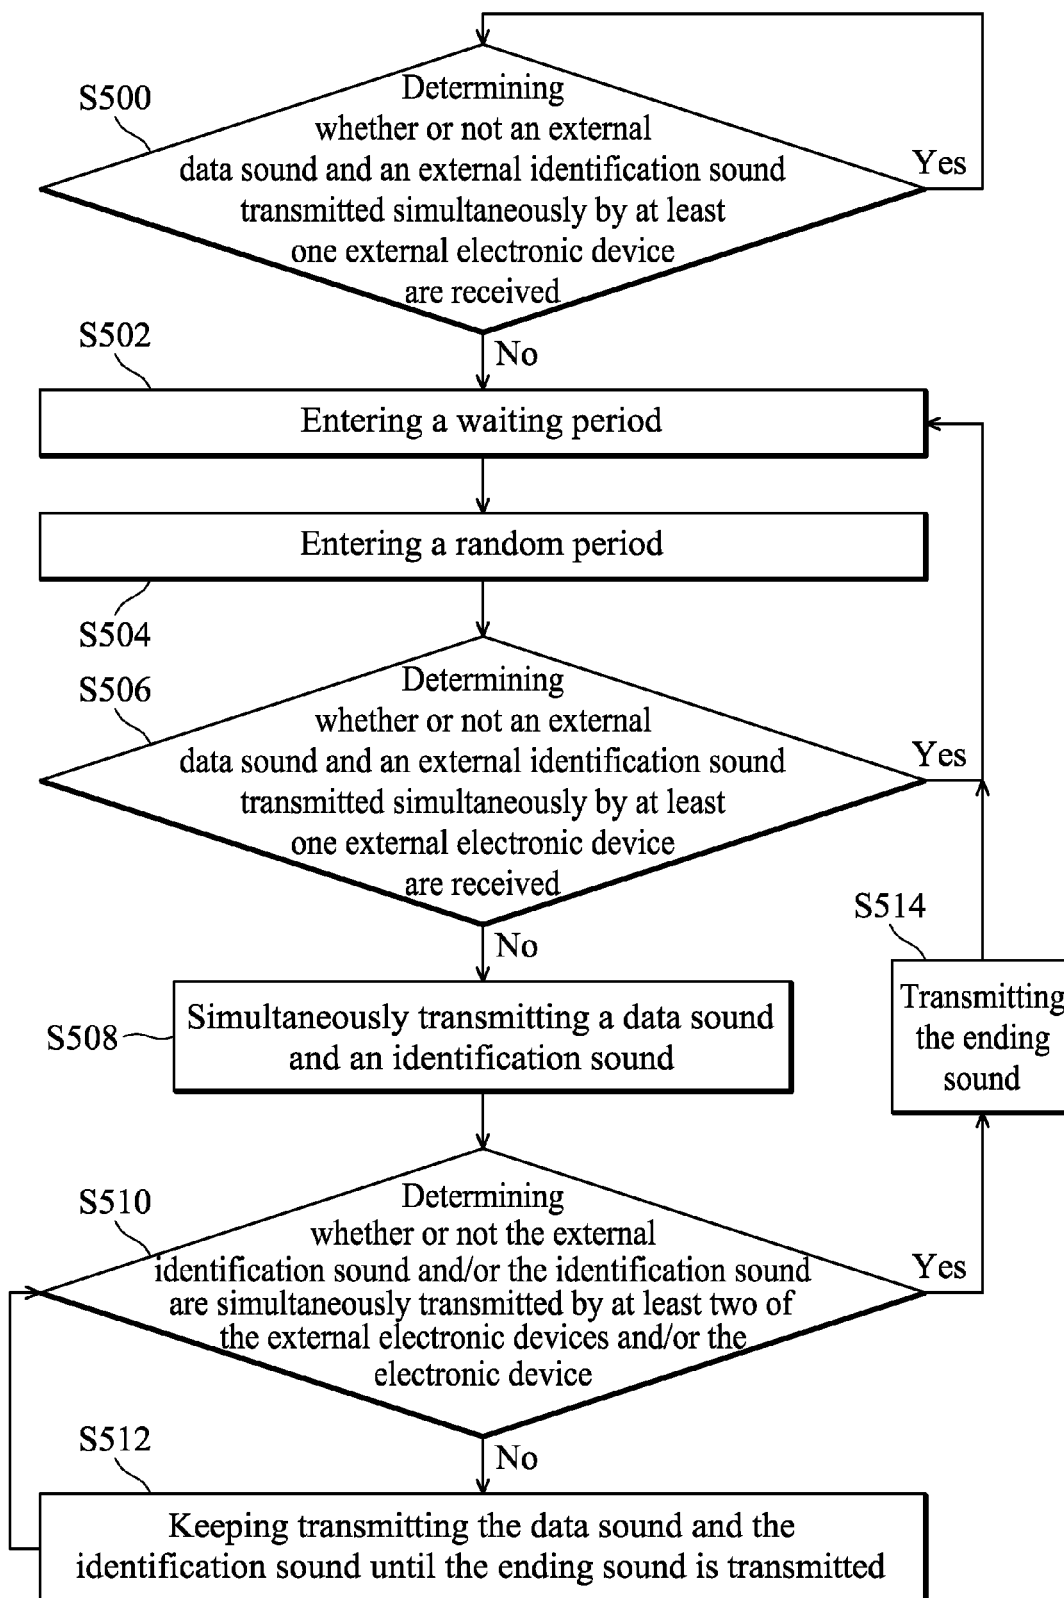 S500
Determining
whether or not an external
data sound and an external identification sound
transmitted simultaneously by at least
one external electronic device
are received
Yes
No
S502
Entering a waiting period
Entering a random period
S504
S506
Determining
whether or not an external
data sound and an external identification sound
transmitted simultaneously by at least
one external electronic device
are received
Yes
No
S508
Simultaneously transmitting a data sound
and an identification sound
S514
Transmitting
the ending
sound
S510
Determining
whether or not the external
identification sound and/or the identification sound
are simultaneously transmitted by at least two of
the external electronic devices and/or the
electronic device
Yes
No
S512
Keeping transmitting the data sound and the
identification sound until the ending sound is transmitted